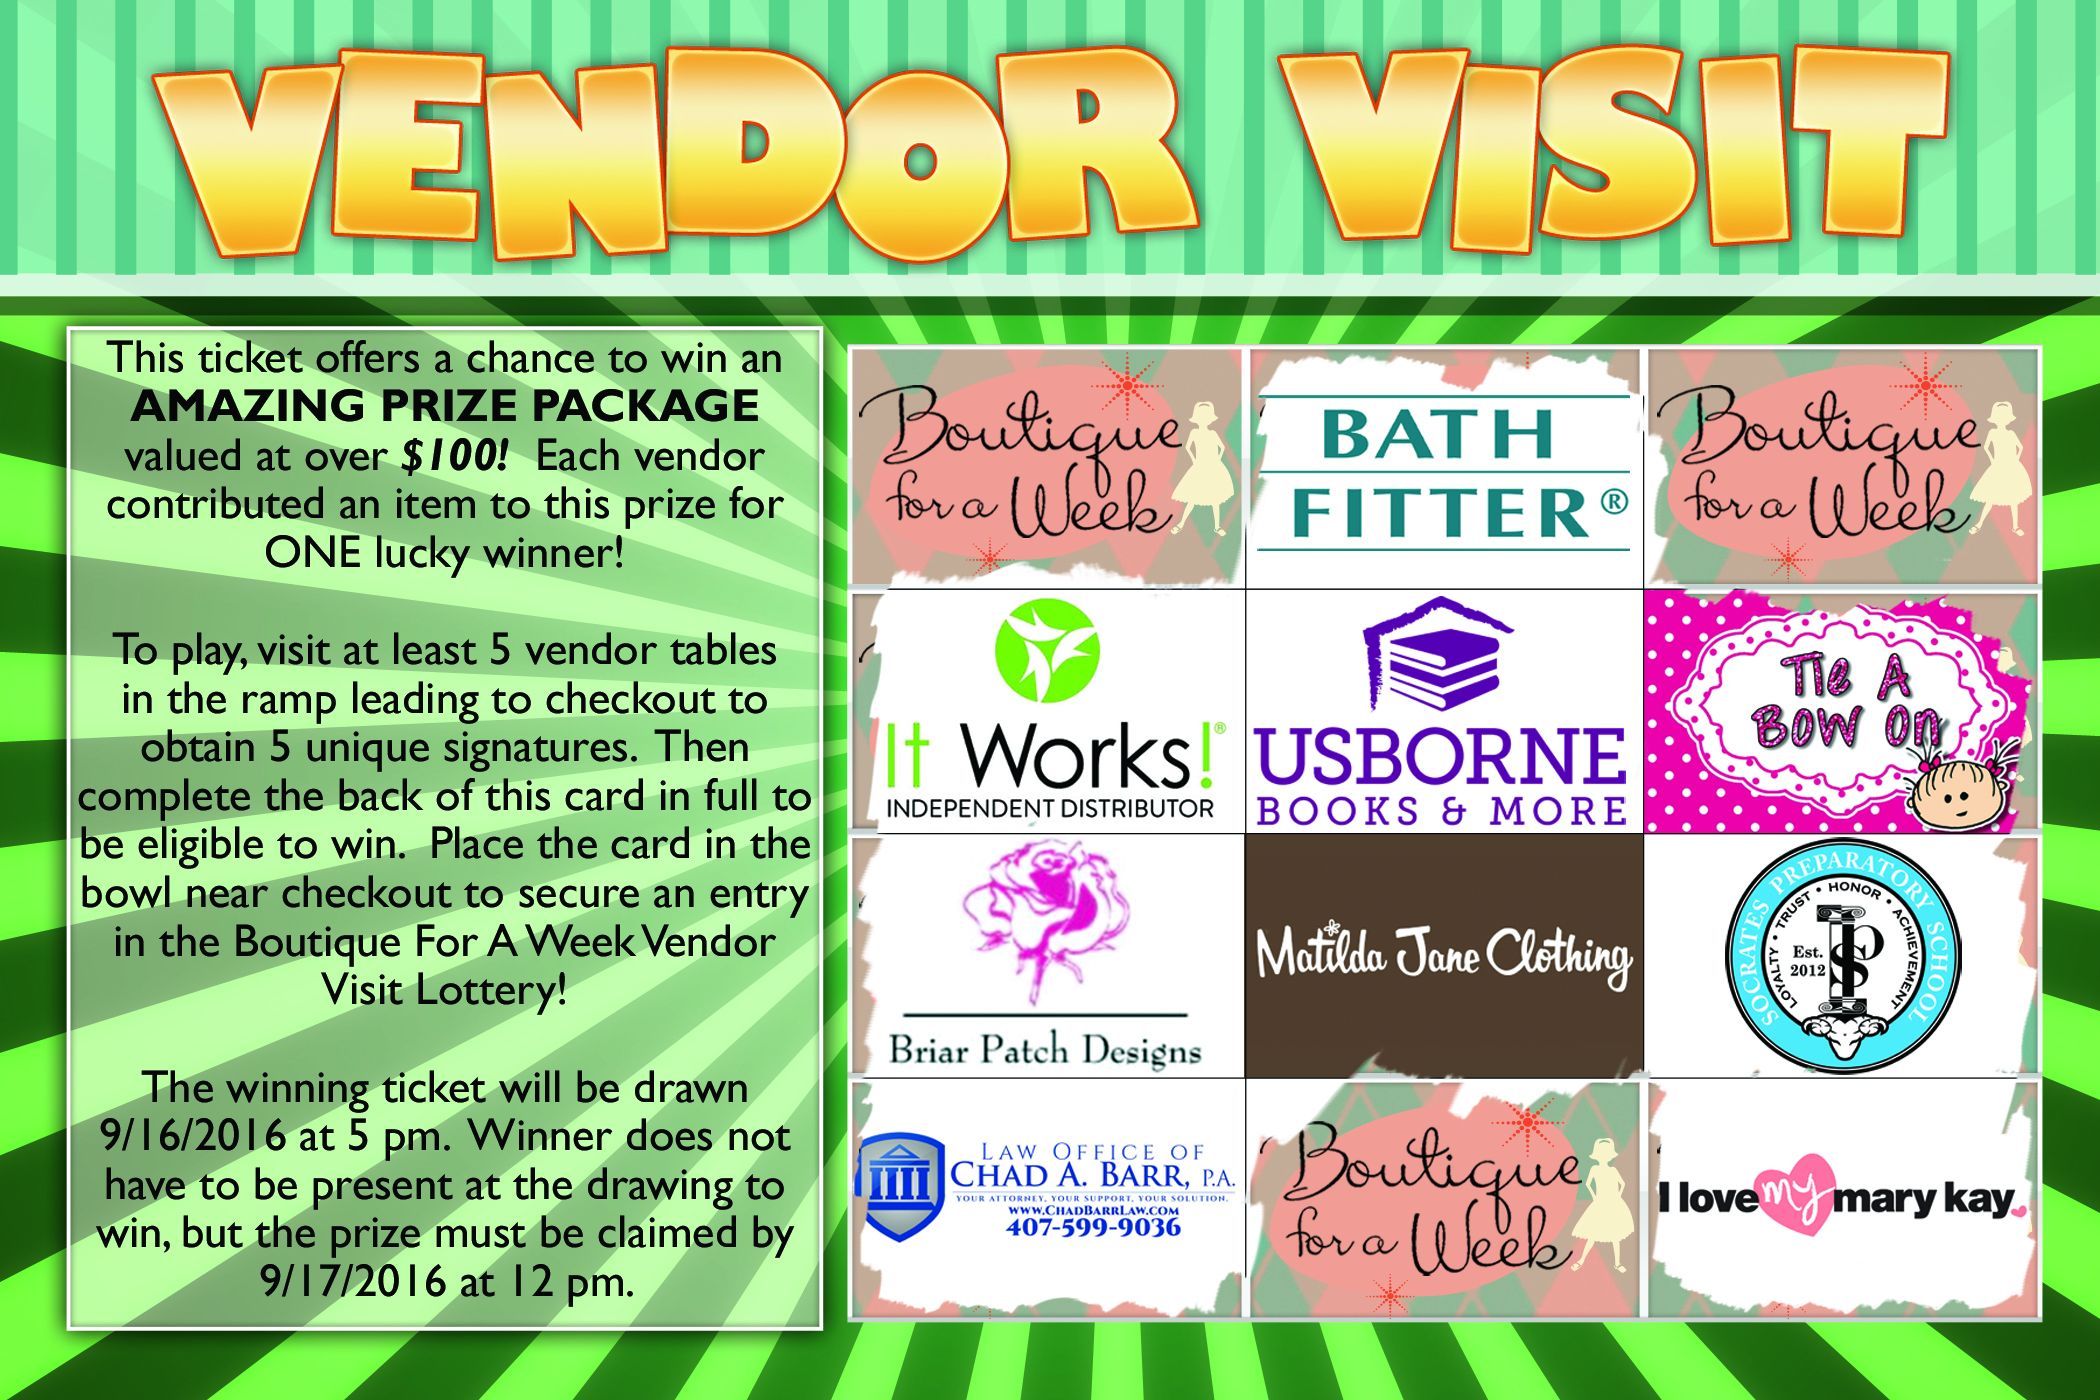 VENDOR VISIT
This ticket offers a chance to win an
AMAZING PRIZE PACKAGE
valued at over $100! Each vendor
contributed an item to this prize for
ONE lucky winner!
To play, visit at least 5 vendor tables
in the ramp leading to checkout to
obtain 5 unique signatures. Then
complete the back of this card in full to
be eligible to win. Place the card in the
bowl near checkout to secure an entry
in the Boutique For A Week Vendor
Visit Lottery!
The winning ticket will be drawn
9/16/2016 at 5 pm. Winner does not
have to be present at the drawing to
win, but the prize must be claimed by
9/17/2016 at 12 pm.
Boutique
for a Week
BATH
FITTER®
Boutique
for a Week
It Works!®
INDEPENDENT DISTRIBUTOR
USBORNE
BOOKS & MORE
Tie A
Bow On
Briar Patch Designs
Matilda Jane Clothing
SOCRATES PREPARATORY SCHOOL
LOYALTY • TRUST • HONOR • ACHIEVEMENT
Est.
2012
SP
LAW OFFICE OF
CHAD A. BARR, P.A.
YOUR ATTORNEY, YOUR SUPPORT, YOUR SOLUTION.
WWW.CHADBARRLAW.COM
407-599-9036
Boutique
for a Week
I love my mary kay.